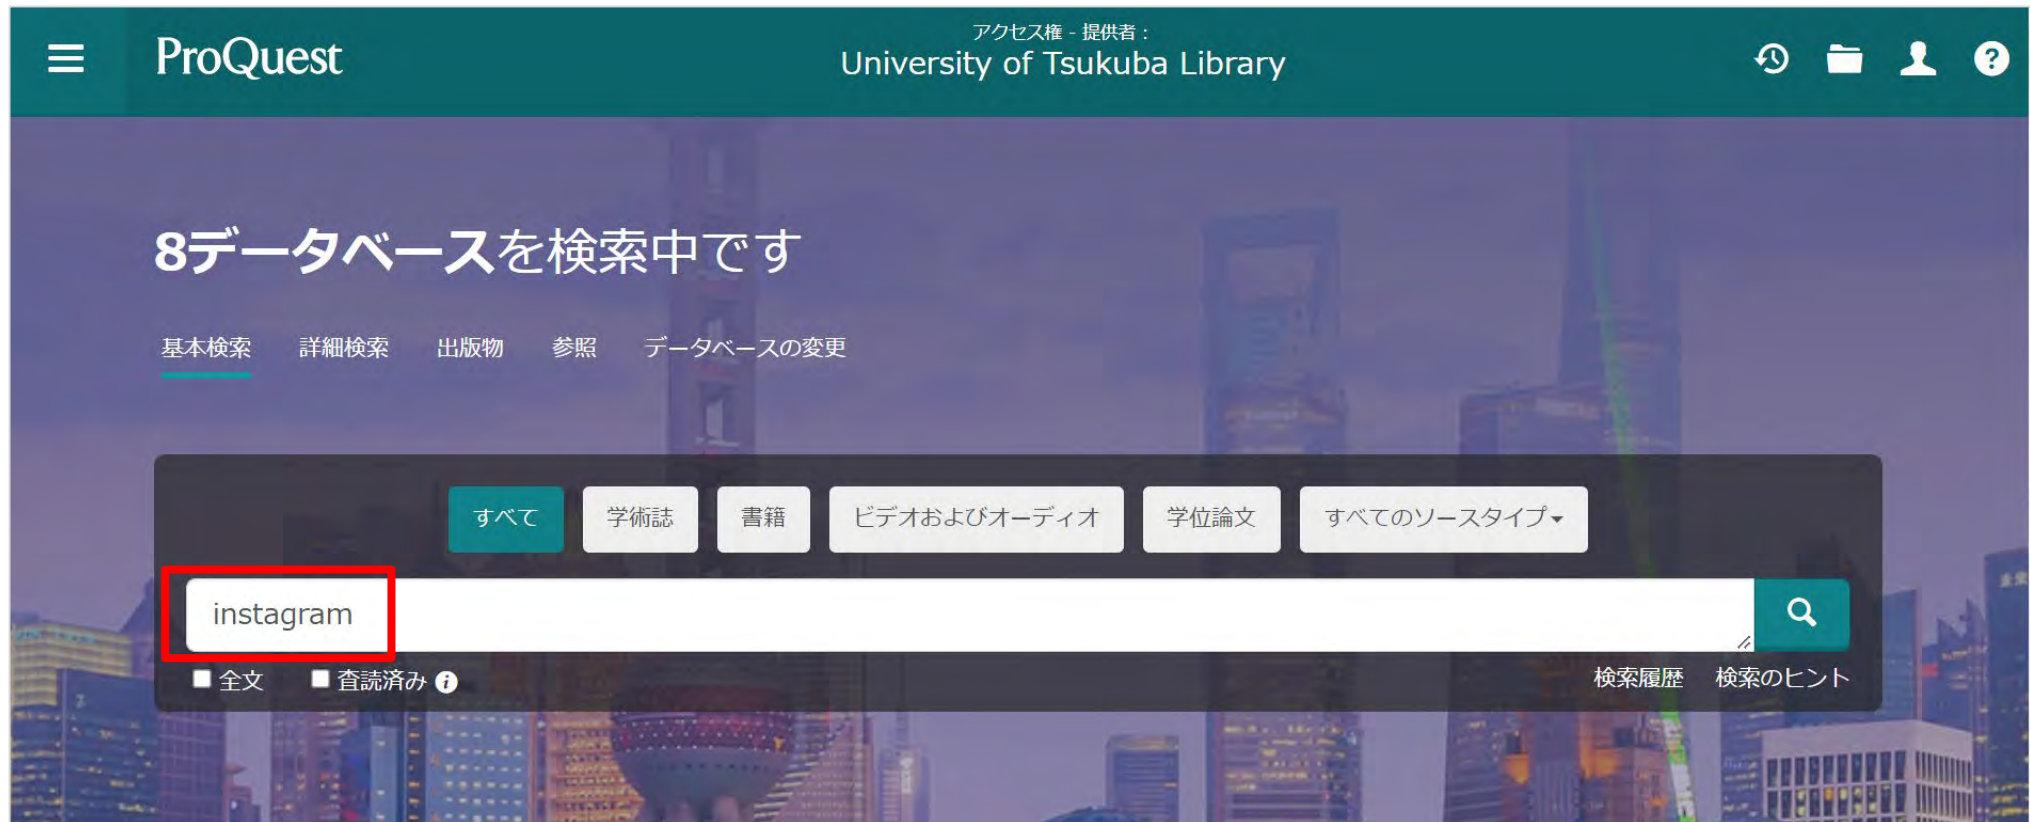 ProQuest
アクセス権 - 提供者 :
University of Tsukuba Library
8データベースを検索中です
基本検索 詳細検索 出版物 参照 データベースの変更
すべて 学術誌 書籍 ビデオおよびオーディオ 学位論文 すべてのソースタイプ
instagram
全文 査読済み 検索履歴 検索のヒント